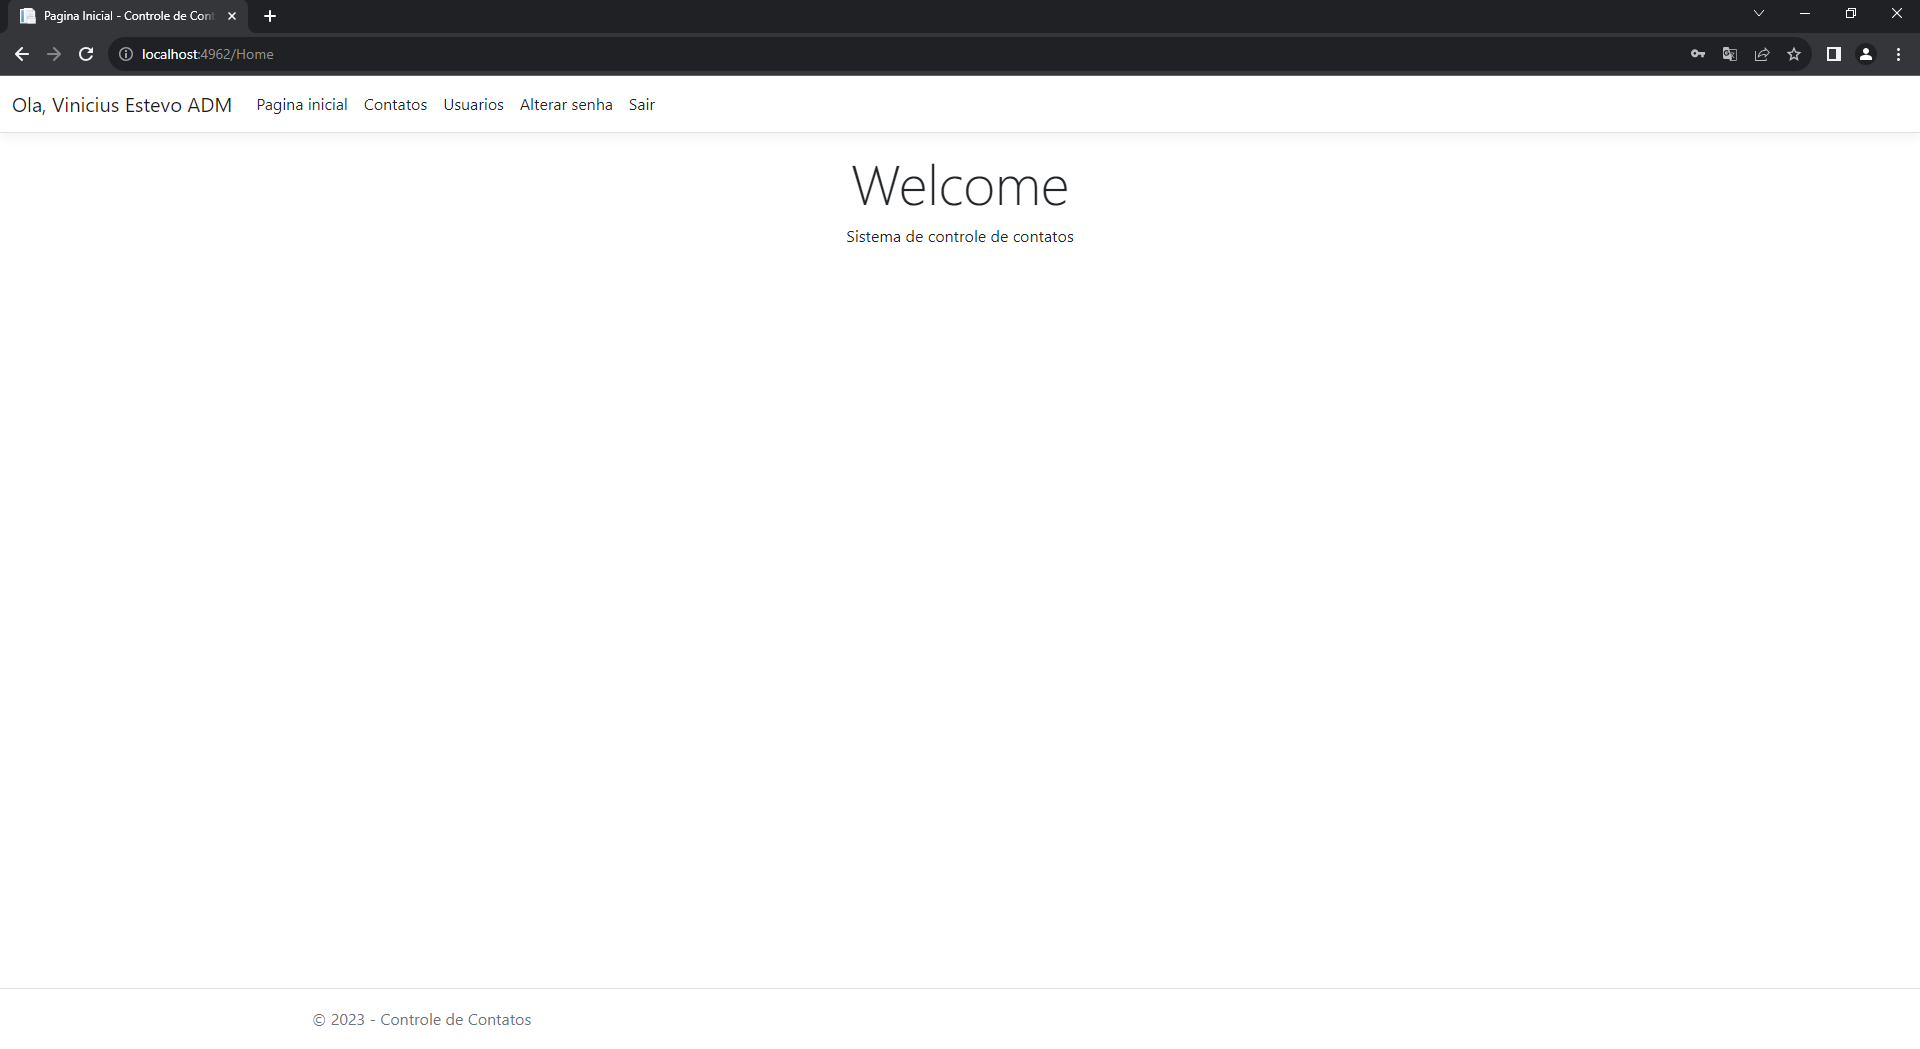 Pagina Inicial - Controle de Cont
localhost:4962/Home
Ola, Vinicius Estevo ADM Pagina inicial Contatos Usuarios Alterar senha Sair
Welcome
Sistema de controle de contatos
© 2023 - Controle de Contatos